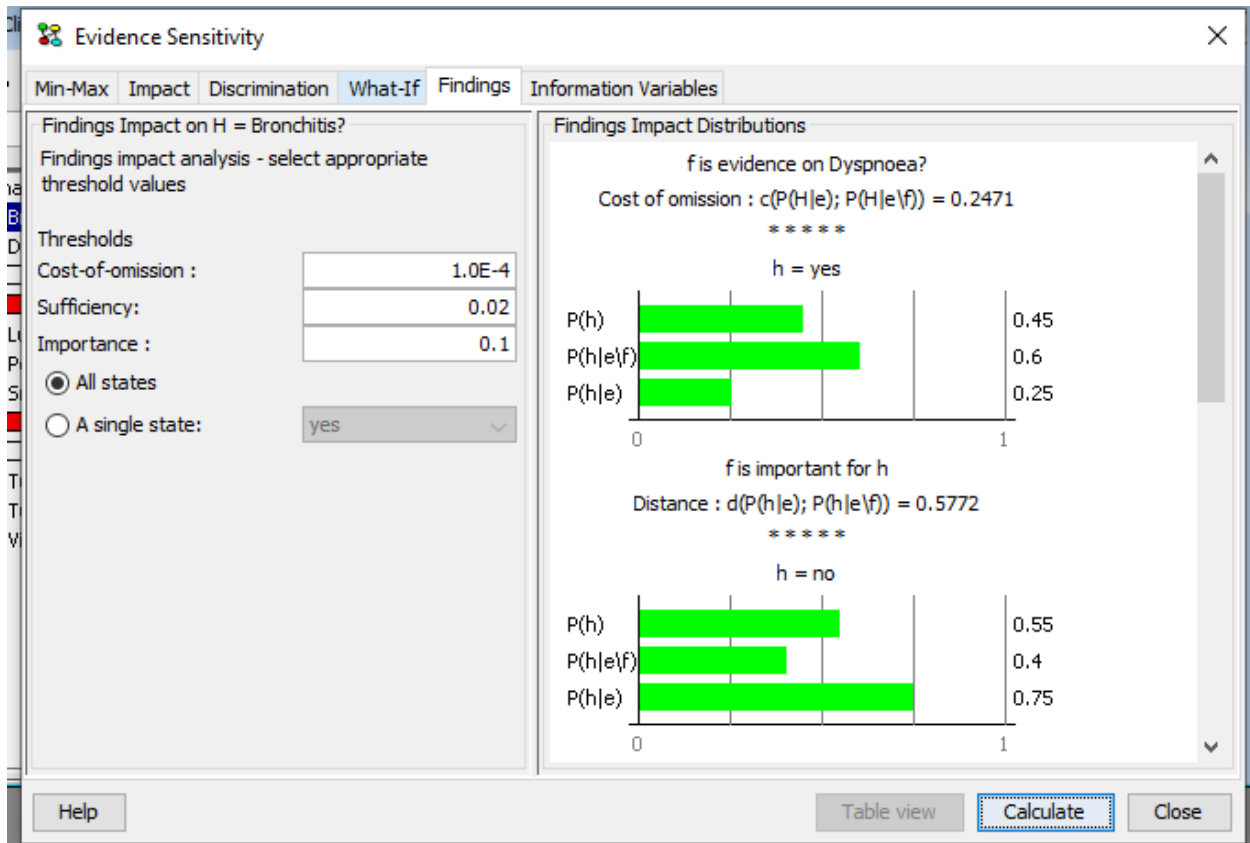 Evidence Sensitivity
Min-Max Impact Discrimination What-If Findings Information Variables
Findings Impact on H = Bronchitis?
Findings impact analysis - select appropriate
threshold values
Thresholds
Cost-of-omission : 1.0E-4
Sufficiency: 0.02
Importance : 0.1
All states
A single state: yes
Findings Impact Distributions
f is evidence on Dyspnoea?
Cost of omission : c(P(H|e); P(H|e\f)) = 0.2471
* * * * *
h = yes
P(h) 0.45
P(h|e\f) 0.6
P(h|e) 0.25
0 1
f is important for h
Distance : d(P(h|e); P(h|e\f)) = 0.5772
* * * * *
h = no
P(h) 0.55
P(h|e\f) 0.4
P(h|e) 0.75
0 1
Help Table view Calculate Close